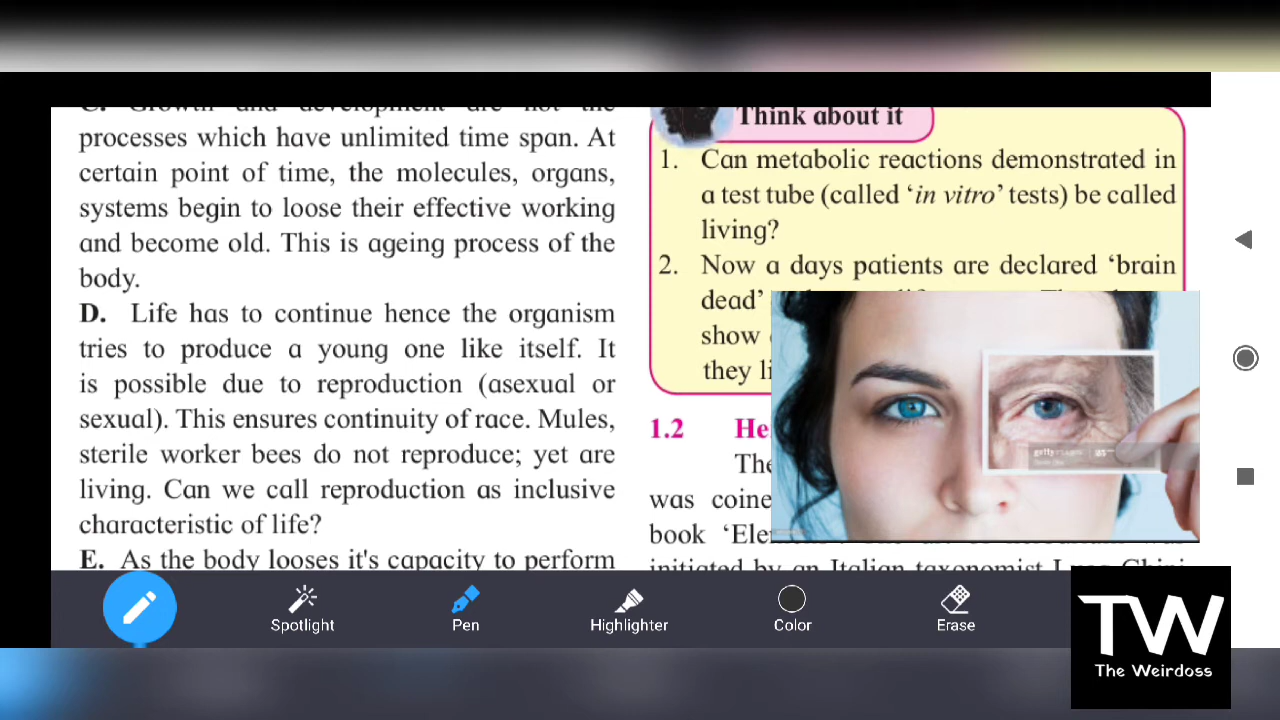 processes which have unlimited time span. At
certain point of time, the molecules, organs,
systems begin to loose their effective working
and become old. This is ageing process of the
body.
D. Life has to continue hence the organism
tries to produce a young one like itself. It
is possible due to reproduction (asexual or
sexual). This ensures continuity of race. Mules,
sterile worker bees do not reproduce; yet are
living. Can we call reproduction as inclusive
characteristic of life?
E. As the body looses it's capacity to perform
Think about it
1. Can metabolic reactions demonstrated in
a test tube (called ‘in vitro’ tests) be called
living?
2. Now a days patients are declared ‘brain
dead’
show
they
1.2
was
book
initiated by an Italian taxonomist
gettyimages
Spotlight
Pen
Highlighter
Color
Erase
TW
The Weirdoss